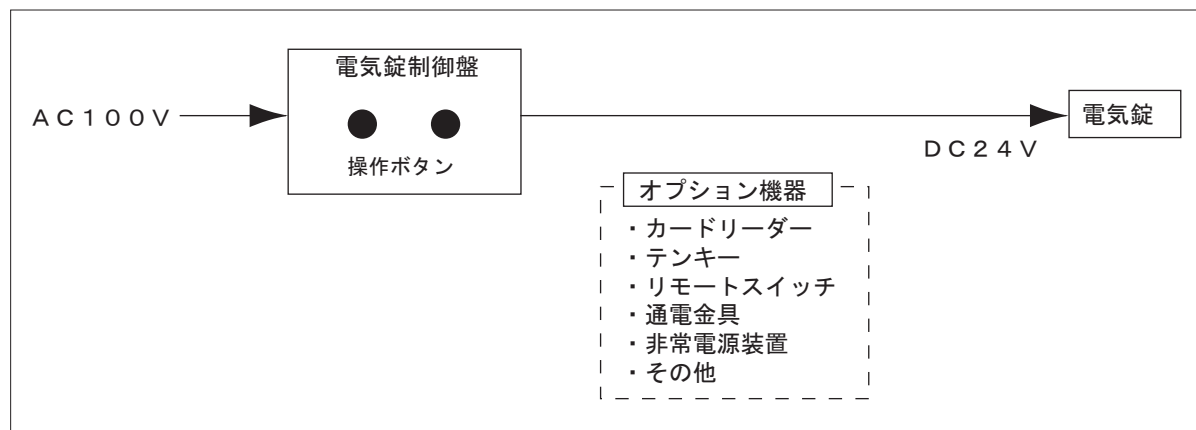 電気錠制御盤
ＡＣ１００Ｖ
操作ボタン
電気錠
ＤＣ２４Ｖ
オプション機器
・カードリーダー
・テンキー
・リモートスイッチ
・通電金具
・非常電源装置
・その他